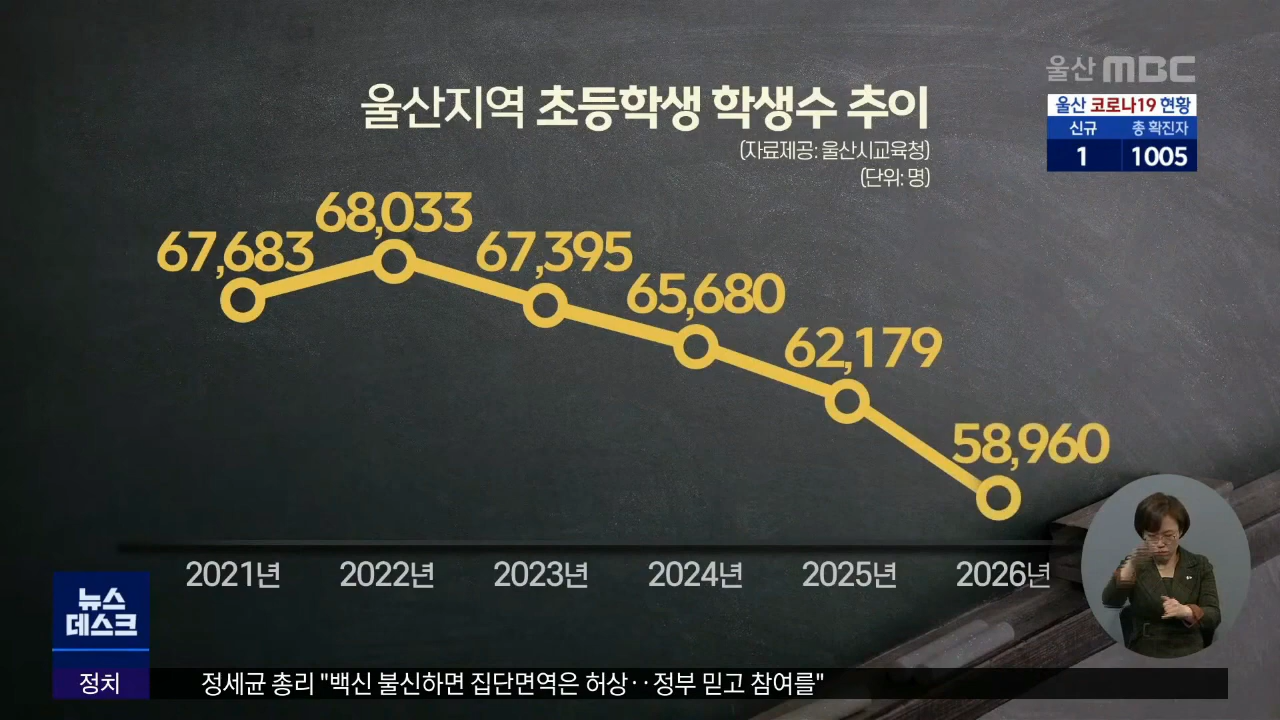 울산MBC
울산 코로나19 현황
신규 총 확진자
1 1005
울산지역 초등학생 학생수 추이
(자료제공: 울산시교육청)
(단위: 명)
67,683
68,033
67,395
65,680
62,179
58,960
2021년 2022년 2023년 2024년 2025년 2026년
뉴스
데스크
정치
정세균 총리 "백신 불신하면 집단면역은 허상‥정부 믿고 참여를"